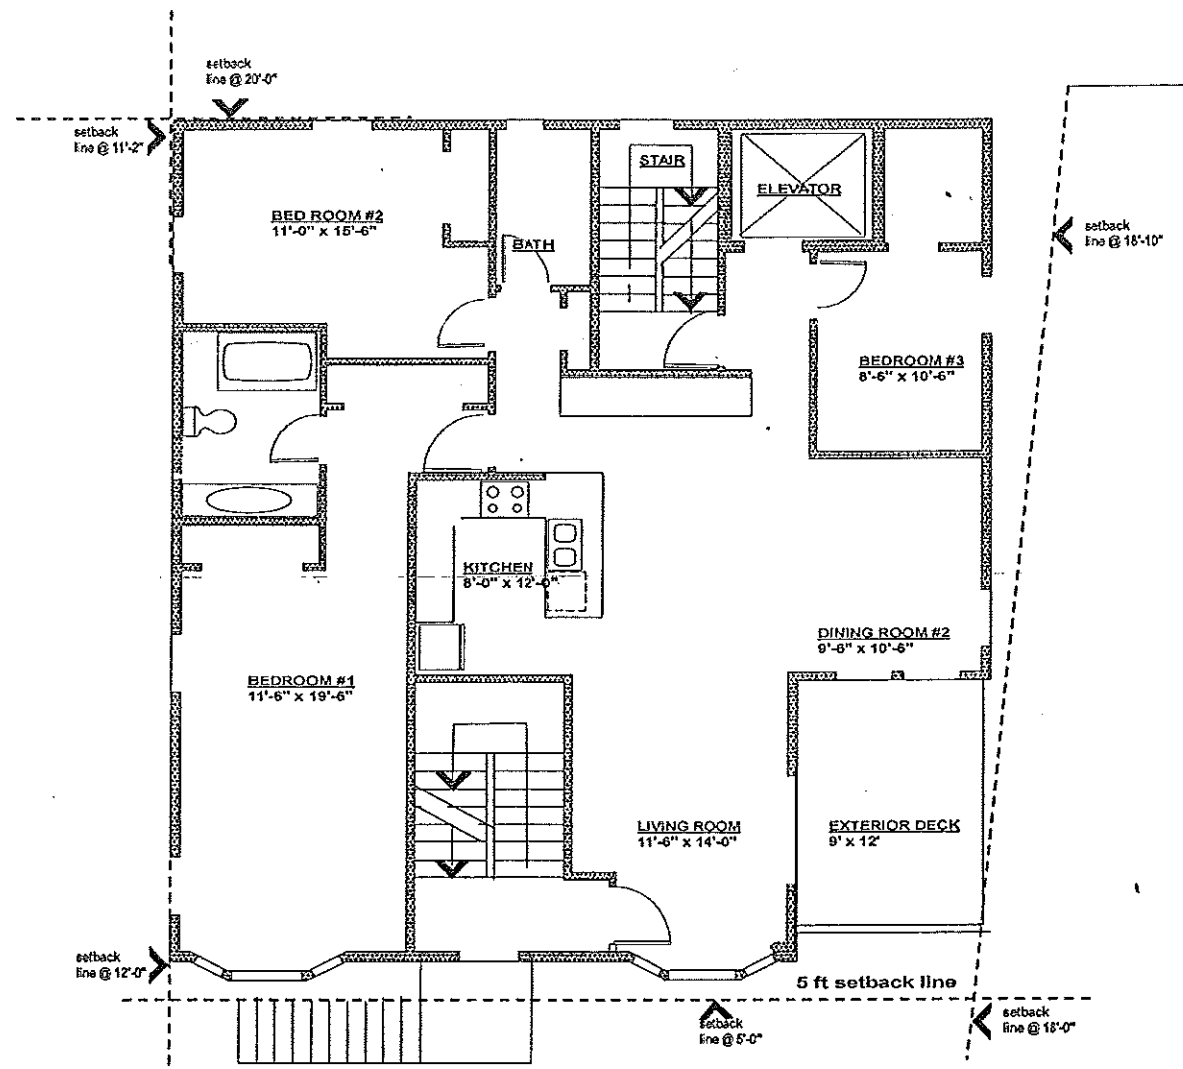 setback
line @ 20'-0"
setback
line @ 11'-2"
STAIR
ELEVATOR
BED ROOM #2
11'-0" x 15'-6"
setback
line @ 18'-10"
BATH
BEDROOM #3
8'-6" x 10'-6"
KITCHEN
8'-0" x 12'-0"
DINING ROOM #2
9'-6" x 10'-6"
BEDROOM #1
11'-6" x 19'-6"
LIVING ROOM
11'-6" x 14'-0"
EXTERIOR DECK
9' x 12'
setback
line @ 12'-0"
5 ft setback line
setback
line @ 5'-0"
setback
line @ 18'-0"